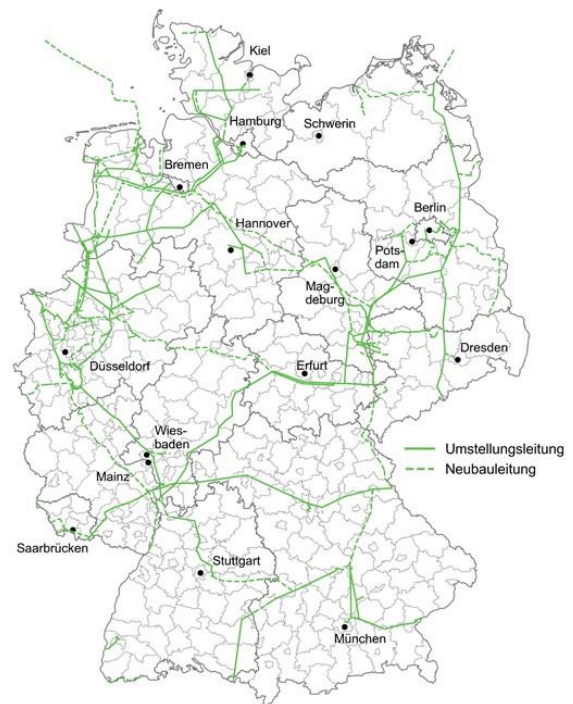 Kiel
Hamburg
Schwerin
Bremen
Hannover
Berlin
Pots-
dam
Mag-
deburg
Düsseldorf
Erfurt
Dresden
Wies-
baden
Mainz
Umstellungsleitung
Neubauleitung
Saarbrücken
Stuttgart
München